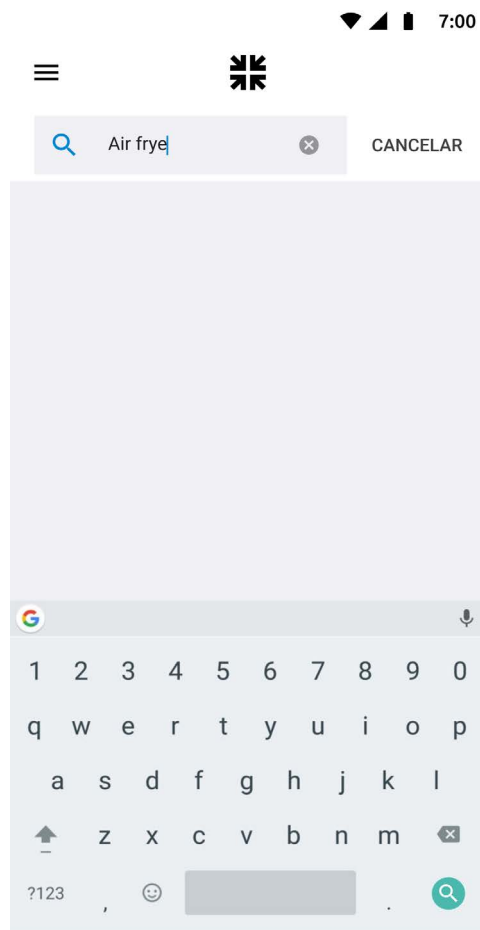 7:00
Air frye
CANCELAR
1 2 3 4 5 6 7 8 9 0
q w e r t y u i o p
a s d f g h j k l
z x c v b n m
?123 , .